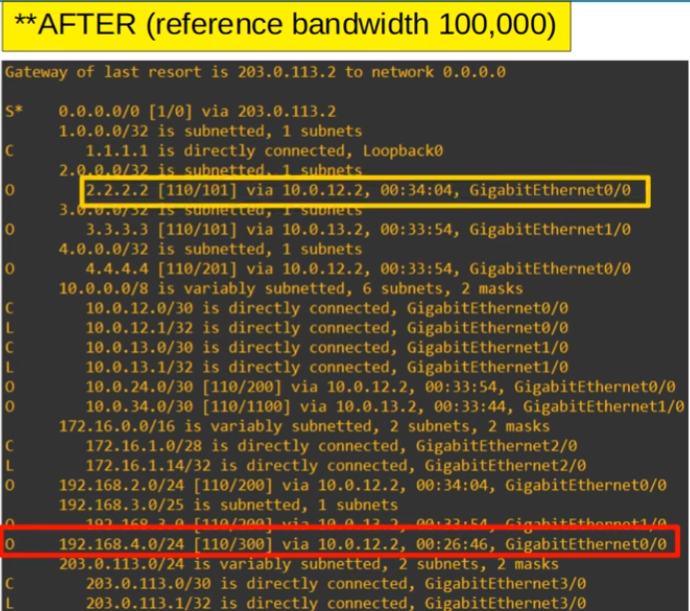 **AFTER (reference bandwidth 100,000)
Gateway of last resort is 203.0.113.2 to network 0.0.0.0
S* 0.0.0.0/0 [1/0] via 203.0.113.2
1.0.0.0/32 is subnetted, 1 subnets
C 1.1.1.1 is directly connected, Loopback0
2.0.0.0/32 is subnetted, 1 subnets
O 2.2.2.2 [110/101] via 10.0.12.2, 00:34:04, GigabitEthernet0/0
3.0.0.0/32 is subnetted, 1 subnets
O 3.3.3.3 [110/101] via 10.0.13.2, 00:33:54, GigabitEthernet1/0
4.0.0.0/32 is subnetted, 1 subnets
O 4.4.4.4 [110/201] via 10.0.12.2, 00:33:54, GigabitEthernet0/0
10.0.0.0/8 is variably subnetted, 6 subnets, 2 masks
C 10.0.12.0/30 is directly connected, GigabitEthernet0/0
L 10.0.12.1/32 is directly connected, GigabitEthernet0/0
C 10.0.13.0/30 is directly connected, GigabitEthernet1/0
L 10.0.13.1/32 is directly connected, GigabitEthernet1/0
O 10.0.24.0/30 [110/200] via 10.0.12.2, 00:33:54, GigabitEthernet0/0
O 10.0.34.0/30 [110/1100] via 10.0.13.2, 00:33:44, GigabitEthernet1/0
172.16.0.0/16 is variably subnetted, 2 subnets, 2 masks
C 172.16.1.0/28 is directly connected, GigabitEthernet2/0
L 172.16.1.14/32 is directly connected, GigabitEthernet2/0
O 192.168.2.0/24 [110/200] via 10.0.12.2, 00:34:04, GigabitEthernet0/0
192.168.3.0/25 is subnetted, 1 subnets
O 192.168.3.0 [110/200] via 10.0.13.2, 00:33:54, GigabitEthernet1/0
O 192.168.4.0/24 [110/300] via 10.0.12.2, 00:26:46, GigabitEthernet0/0
203.0.113.0/24 is variably subnetted, 2 subnets, 2 masks
C 203.0.113.0/30 is directly connected, GigabitEthernet3/0
L 203.0.113.1/32 is directly connected, GigabitEthernet3/0